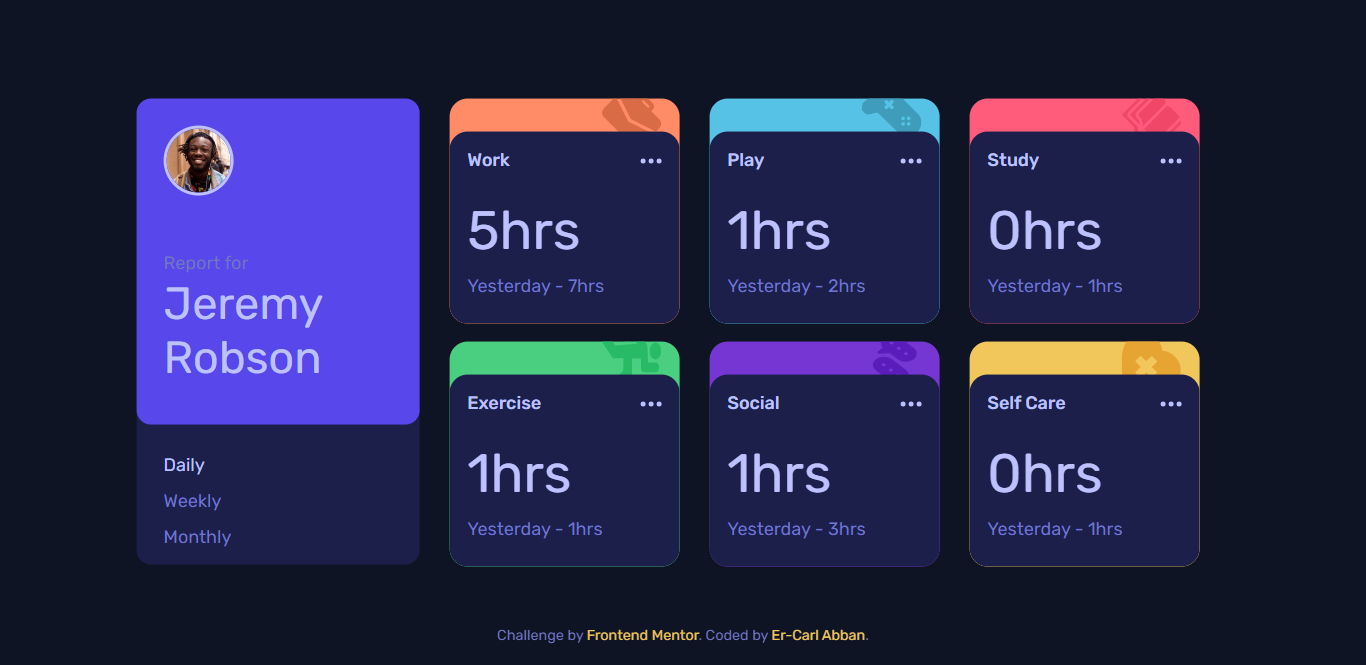 Report for
Jeremy
Robson
Daily
Weekly
Monthly
Work
5hrs
Yesterday - 7hrs
Play
1hrs
Yesterday - 2hrs
Study
0hrs
Yesterday - 1hrs
Exercise
1hrs
Yesterday - 1hrs
Social
1hrs
Yesterday - 3hrs
Self Care
0hrs
Yesterday - 1hrs
Challenge by Frontend Mentor. Coded by Er-Carl Abban.